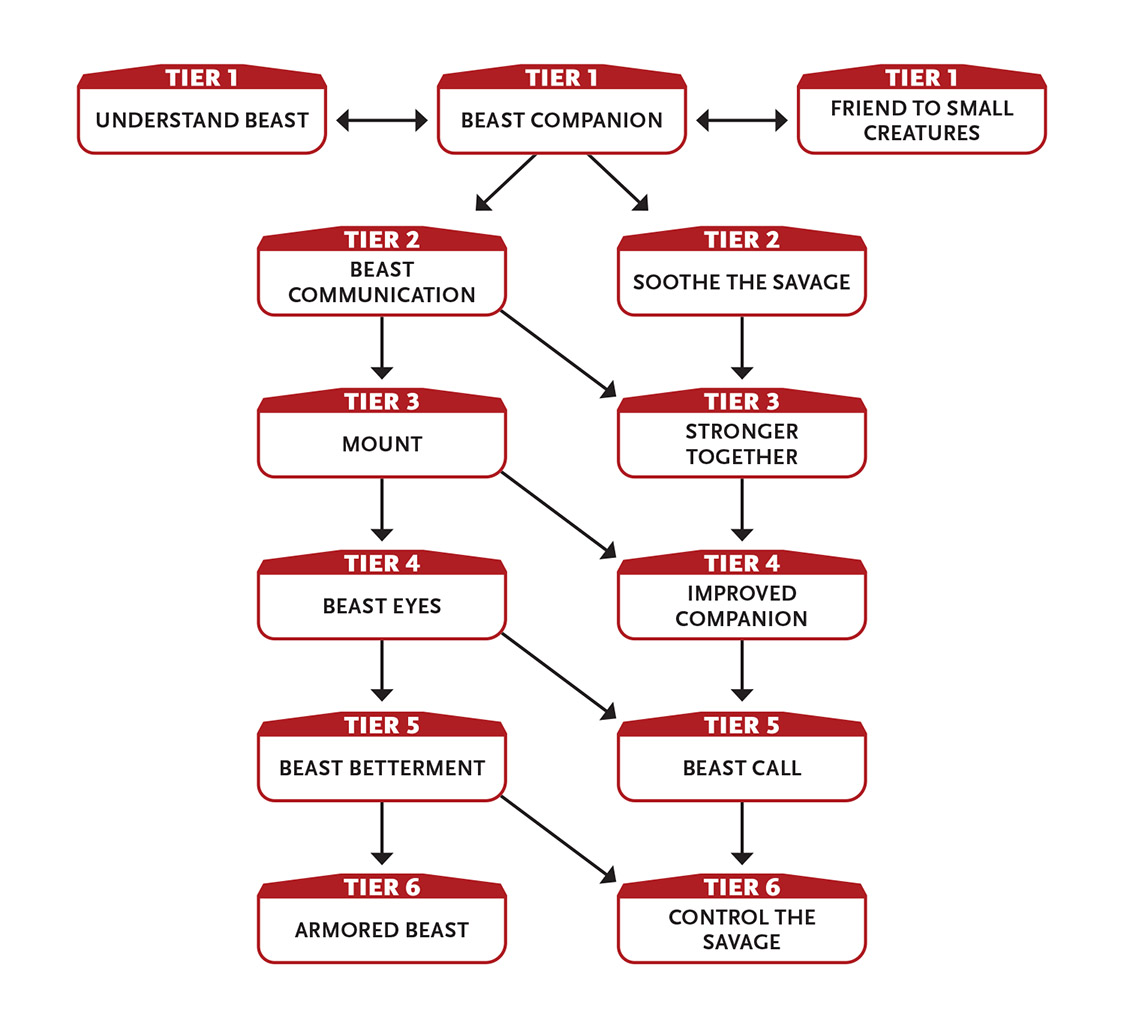 TIER 1
UNDERSTAND BEAST
TIER 1
BEAST COMPANION
TIER 1
FRIEND TO SMALL
CREATURES
TIER 2
BEAST
COMMUNICATION
TIER 2
SOOTHE THE SAVAGE
TIER 3
MOUNT
TIER 3
STRONGER
TOGETHER
TIER 4
BEAST EYES
TIER 4
IMPROVED
COMPANION
TIER 5
BEAST BETTERMENT
TIER 5
BEAST CALL
TIER 6
ARMORED BEAST
TIER 6
CONTROL THE
SAVAGE